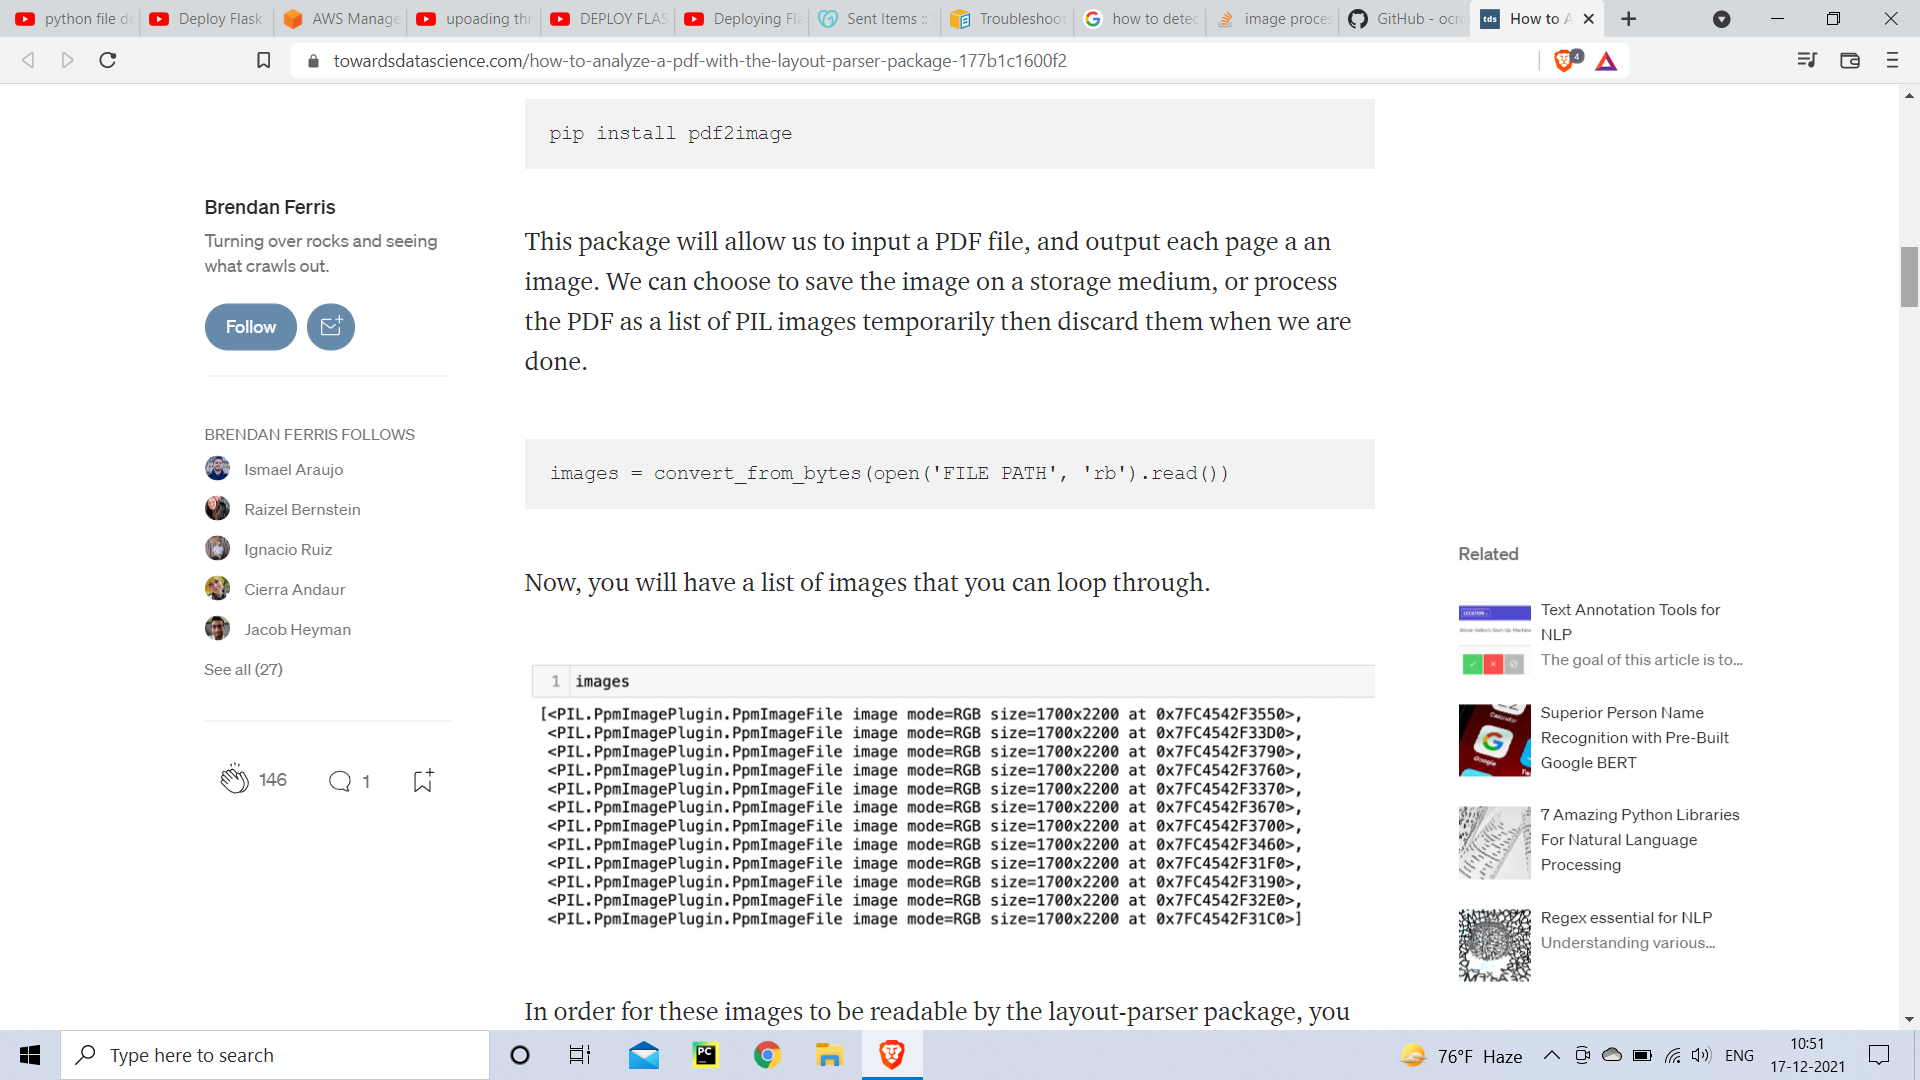 python file de
Deploy Flask
AWS Manage
upoading thr
DEPLOY FLAS
Deploying Fla
Sent Items ::
Troubleshoot
how to detec
image proces
GitHub - ocro
tds How to A
towardsdatascience.com/how-to-analyze-a-pdf-with-the-layout-parser-package-177b1c1600f2
4
pip install pdf2image
Brendan Ferris
Turning over rocks and seeing
what crawls out.
Follow
This package will allow us to input a PDF file, and output each page a an
image. We can choose to save the image on a storage medium, or process
the PDF as a list of PIL images temporarily then discard them when we are
done.
BRENDAN FERRIS FOLLOWS
Ismael Araujo
Raizel Bernstein
Ignacio Ruiz
Cierra Andaur
Jacob Heyman
See all (27)
146
1
images = convert_from_bytes(open('FILE PATH', 'rb').read())
Now, you will have a list of images that you can loop through.
1 images
[<PIL.PpmImagePlugin.PpmImageFile image mode=RGB size=1700x2200 at 0x7FC4542F3550>,
<PIL.PpmImagePlugin.PpmImageFile image mode=RGB size=1700x2200 at 0x7FC4542F33D0>,
<PIL.PpmImagePlugin.PpmImageFile image mode=RGB size=1700x2200 at 0x7FC4542F3790>,
<PIL.PpmImagePlugin.PpmImageFile image mode=RGB size=1700x2200 at 0x7FC4542F3760>,
<PIL.PpmImagePlugin.PpmImageFile image mode=RGB size=1700x2200 at 0x7FC4542F3370>,
<PIL.PpmImagePlugin.PpmImageFile image mode=RGB size=1700x2200 at 0x7FC4542F3670>,
<PIL.PpmImagePlugin.PpmImageFile image mode=RGB size=1700x2200 at 0x7FC4542F3700>,
<PIL.PpmImagePlugin.PpmImageFile image mode=RGB size=1700x2200 at 0x7FC4542F3460>,
<PIL.PpmImagePlugin.PpmImageFile image mode=RGB size=1700x2200 at 0x7FC4542F31F0>,
<PIL.PpmImagePlugin.PpmImageFile image mode=RGB size=1700x2200 at 0x7FC4542F3190>,
<PIL.PpmImagePlugin.PpmImageFile image mode=RGB size=1700x2200 at 0x7FC4542F32E0>,
<PIL.PpmImagePlugin.PpmImageFile image mode=RGB size=1700x2200 at 0x7FC4542F31C0>]
In order for these images to be readable by the layout-parser package, you
Related
Text Annotation Tools for
NLP
The goal of this article is to...
Superior Person Name
Recognition with Pre-Built
Google BERT
Calendar
Google
7 Amazing Python Libraries
For Natural Language
Processing
Regex essential for NLP
Understanding various...
Type here to search
PC
76°F Haze
ENG
10:51
17-12-2021